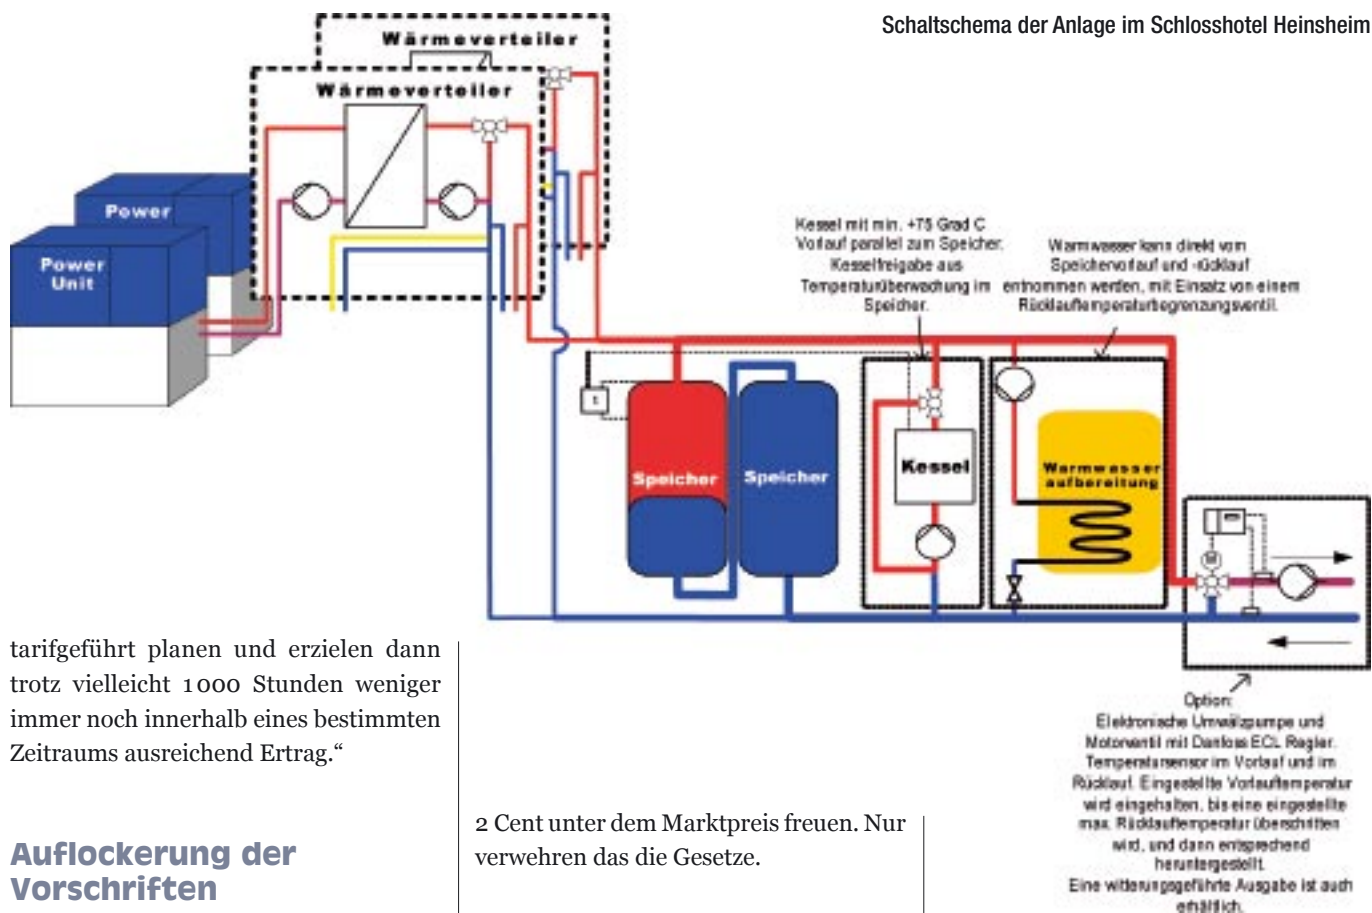 Schaltschema der Anlage im Schlosshotel Heinsheim
Wärmeverteiler
Wärmeverteiler
Power
Power
Unit
Kessel mit min. +75 Grad C
Vorlauf parallel zum Speicher.
Kesselfreigabe aus
Temperaturüberwachung im
Speicher.
Warmwasser kann direkt vom
Speichervorlauf und -rücklauf
entnommen werden, mit Einsatz von einem
Rücklauftemperaturbegrenzungsventil.
t
Speicher
Speicher
Kessel
Warmwasser
aufbereitung
M
Option:
Elektronische Umwälzpumpe und
Motorventil mit Danfoss ECL Regler.
Temperatursensor im Vorlauf und im
Rücklauf. Eingestellte Vorlauftemperatur
wird eingehalten, bis eine eingestellte
max. Rücklauftemperatur überschritten
wird, und dann entsprechend
heruntergestellt.
Eine witterungsgeführte Ausgabe ist auch
erhältlich.
tarifgeführt planen und erzielen dann
trotz vielleicht 1000 Stunden weniger
immer noch innerhalb eines bestimmten
Zeitraums ausreichend Ertrag.“
Auflockerung der
Vorschriften
2 Cent unter dem Marktpreis freuen. Nur
verwehren das die Gesetze.